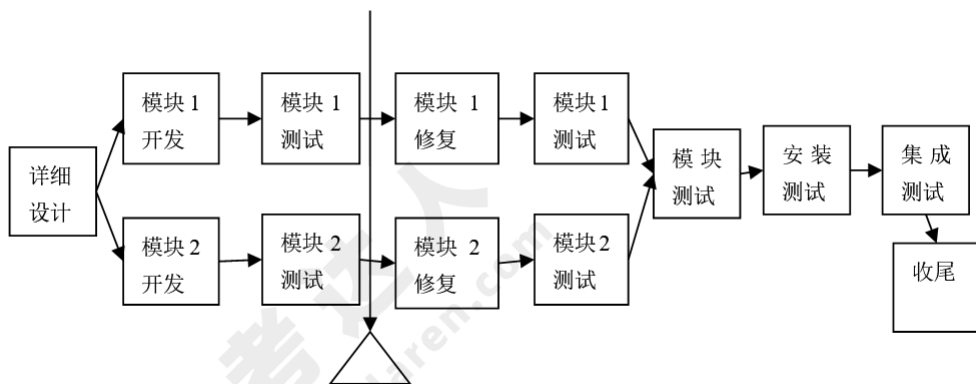 模块1
开发
模块 1
测试
模块 1
修复
模块1
测试
详细
设计
模 块
测试
安 装
测试
集 成
测试
模块2
开发
模块2
测试
模块 2
修复
模块2
测试
收尾